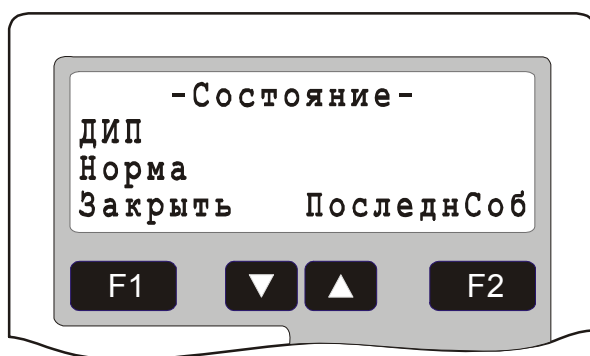 -Состояние-
ДИП
Норма
Закрыть ПоследнСоб
F1 F2